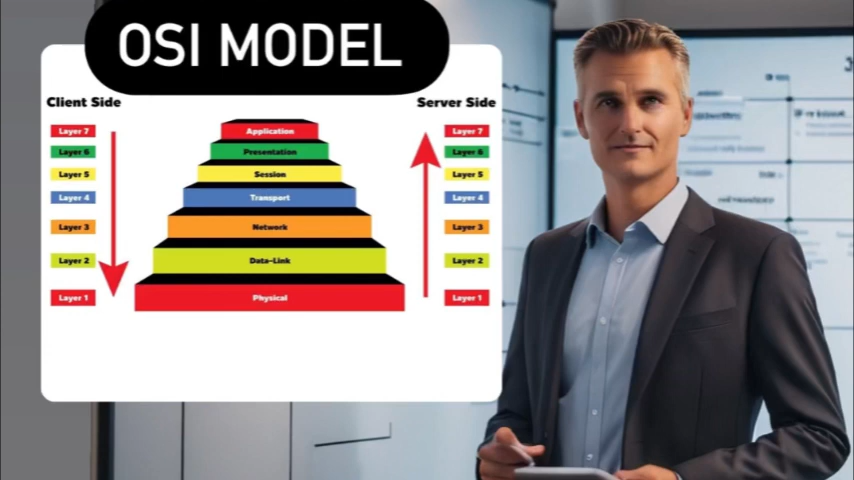 OSI MODEL
Client Side
Server Side
Layer 7
Application
Layer 7
Layer 6
Presentation
Layer 6
Layer 5
Session
Layer 5
Layer 4
Transport
Layer 4
Layer 3
Network
Layer 3
Layer 2
Data-Link
Layer 2
Layer 1
Physical
Layer 1